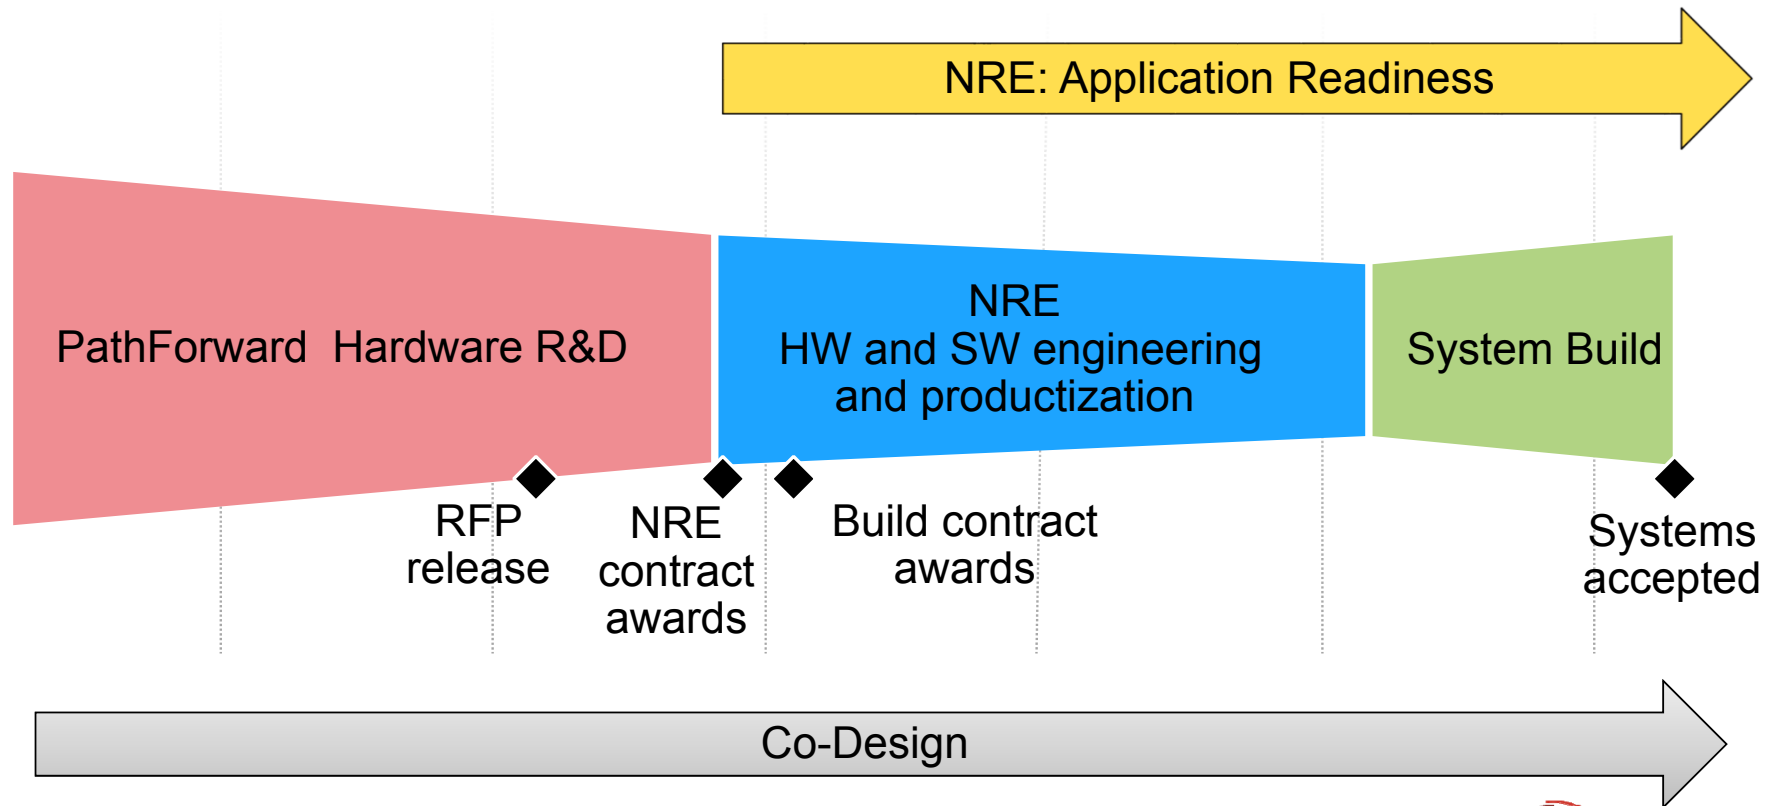 NRE: Application Readiness
PathForward  Hardware R&D
NRE
HW and SW engineering
and productization
System Build
RFP
release
NRE
contract
awards
Build contract
awards
Systems
accepted
Co-Design